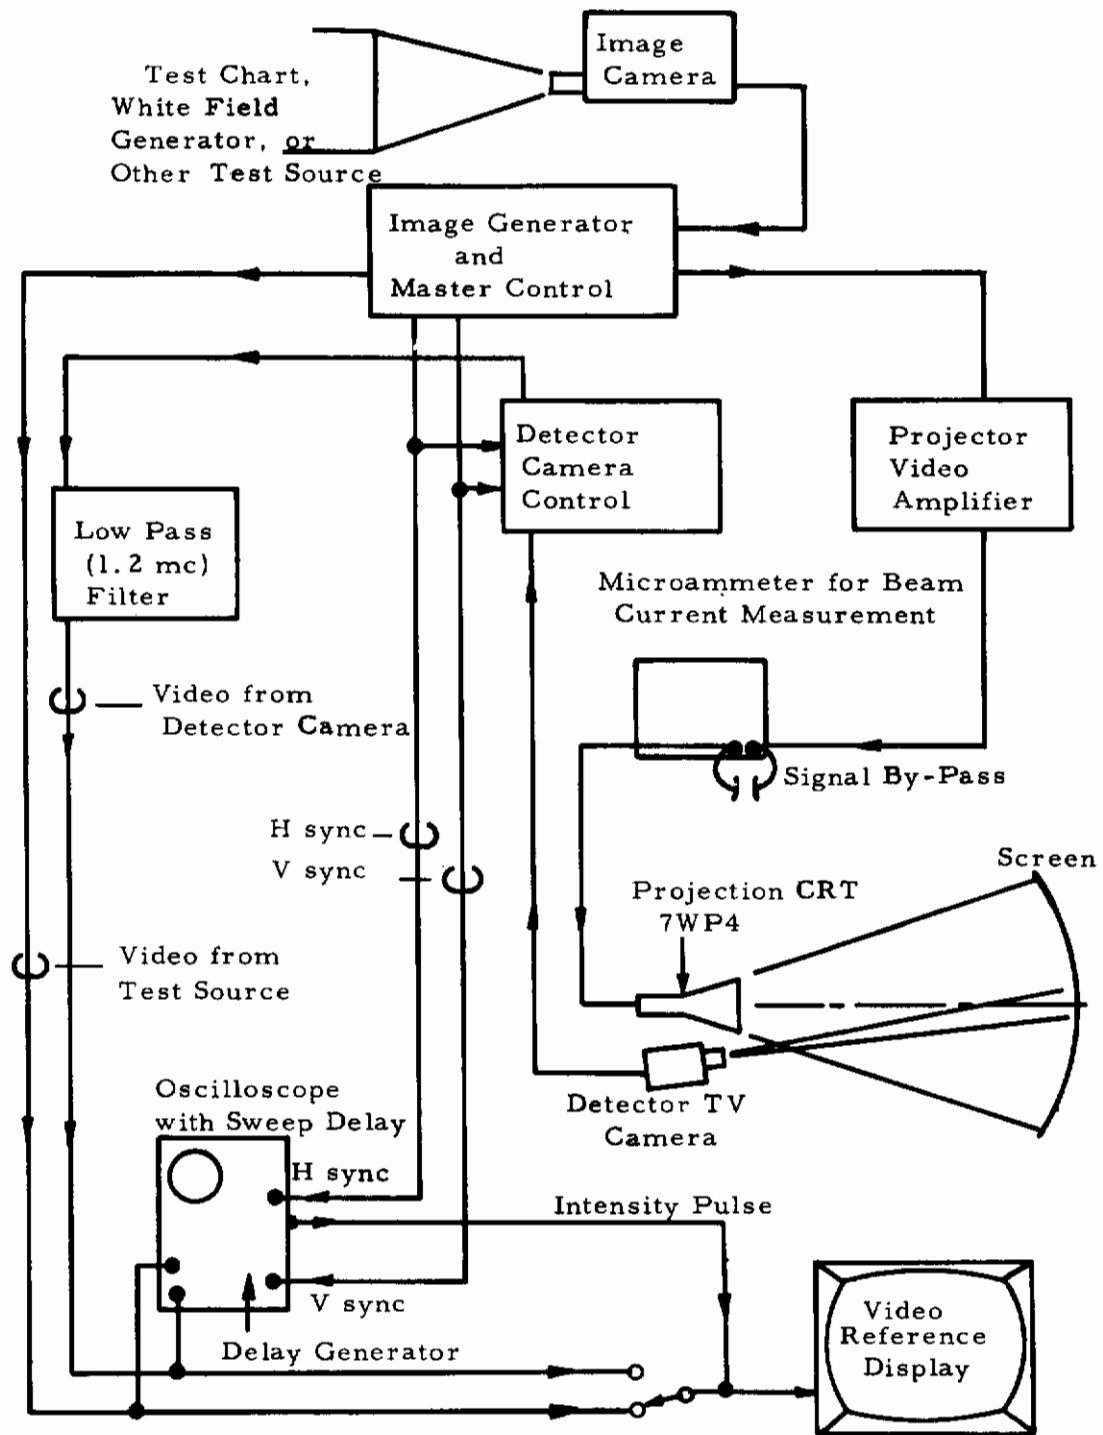 Image
Camera
Test Chart,
White Field
Generator, or
Other Test Source
Image Generator
and
Master Control
Detector
Camera
Control
Projector
Video
Amplifier
Low Pass
(1.2 mc)
Filter
Microammeter for Beam
Current Measurement
Video from
Detector Camera
Signal By-Pass
H sync
V sync
Screen
Projection CRT
7WP4
Video from
Test Source
Detector TV
Camera
Oscilloscope
with Sweep Delay
H sync
Intensity Pulse
V sync
Delay Generator
Video
Reference
Display